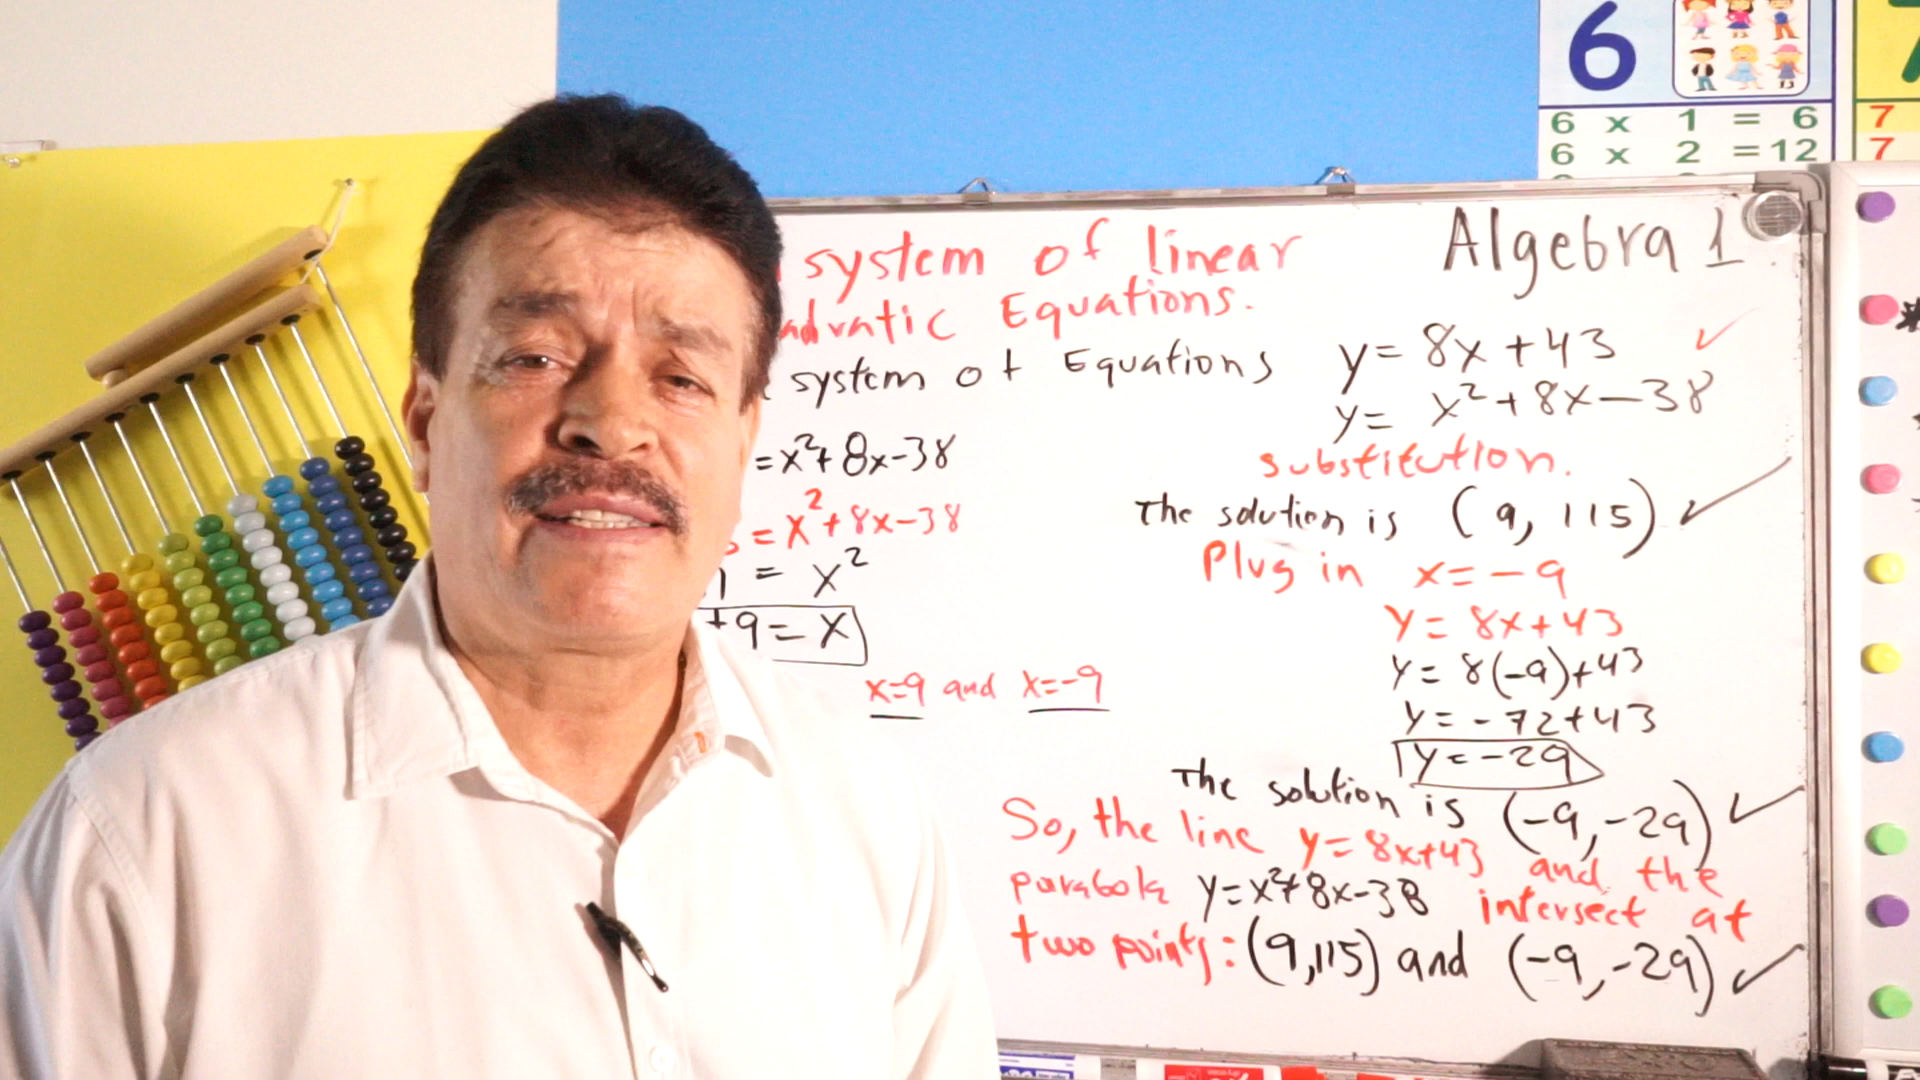 system of linear
Equations.
system of Equations
=x²+8x-38
= x²+8x-38
= x²
+9=x
x=9 and x=-9
Algebra 1
y= 8x+43
y= x²+8x-38
substitution.
The solution is (9, 115)
Plug in x=-9
y= 8x+43
y= 8(-9)+43
y= -72+43
y=-29
The solution is (-9,-29)
So, the line y=8x+43 and the
parabola y=x²+8x-38 intersect at
two points: (9,115) and (-9,-29)
6
6 x 1 = 6
6 x 2 =12
7
7